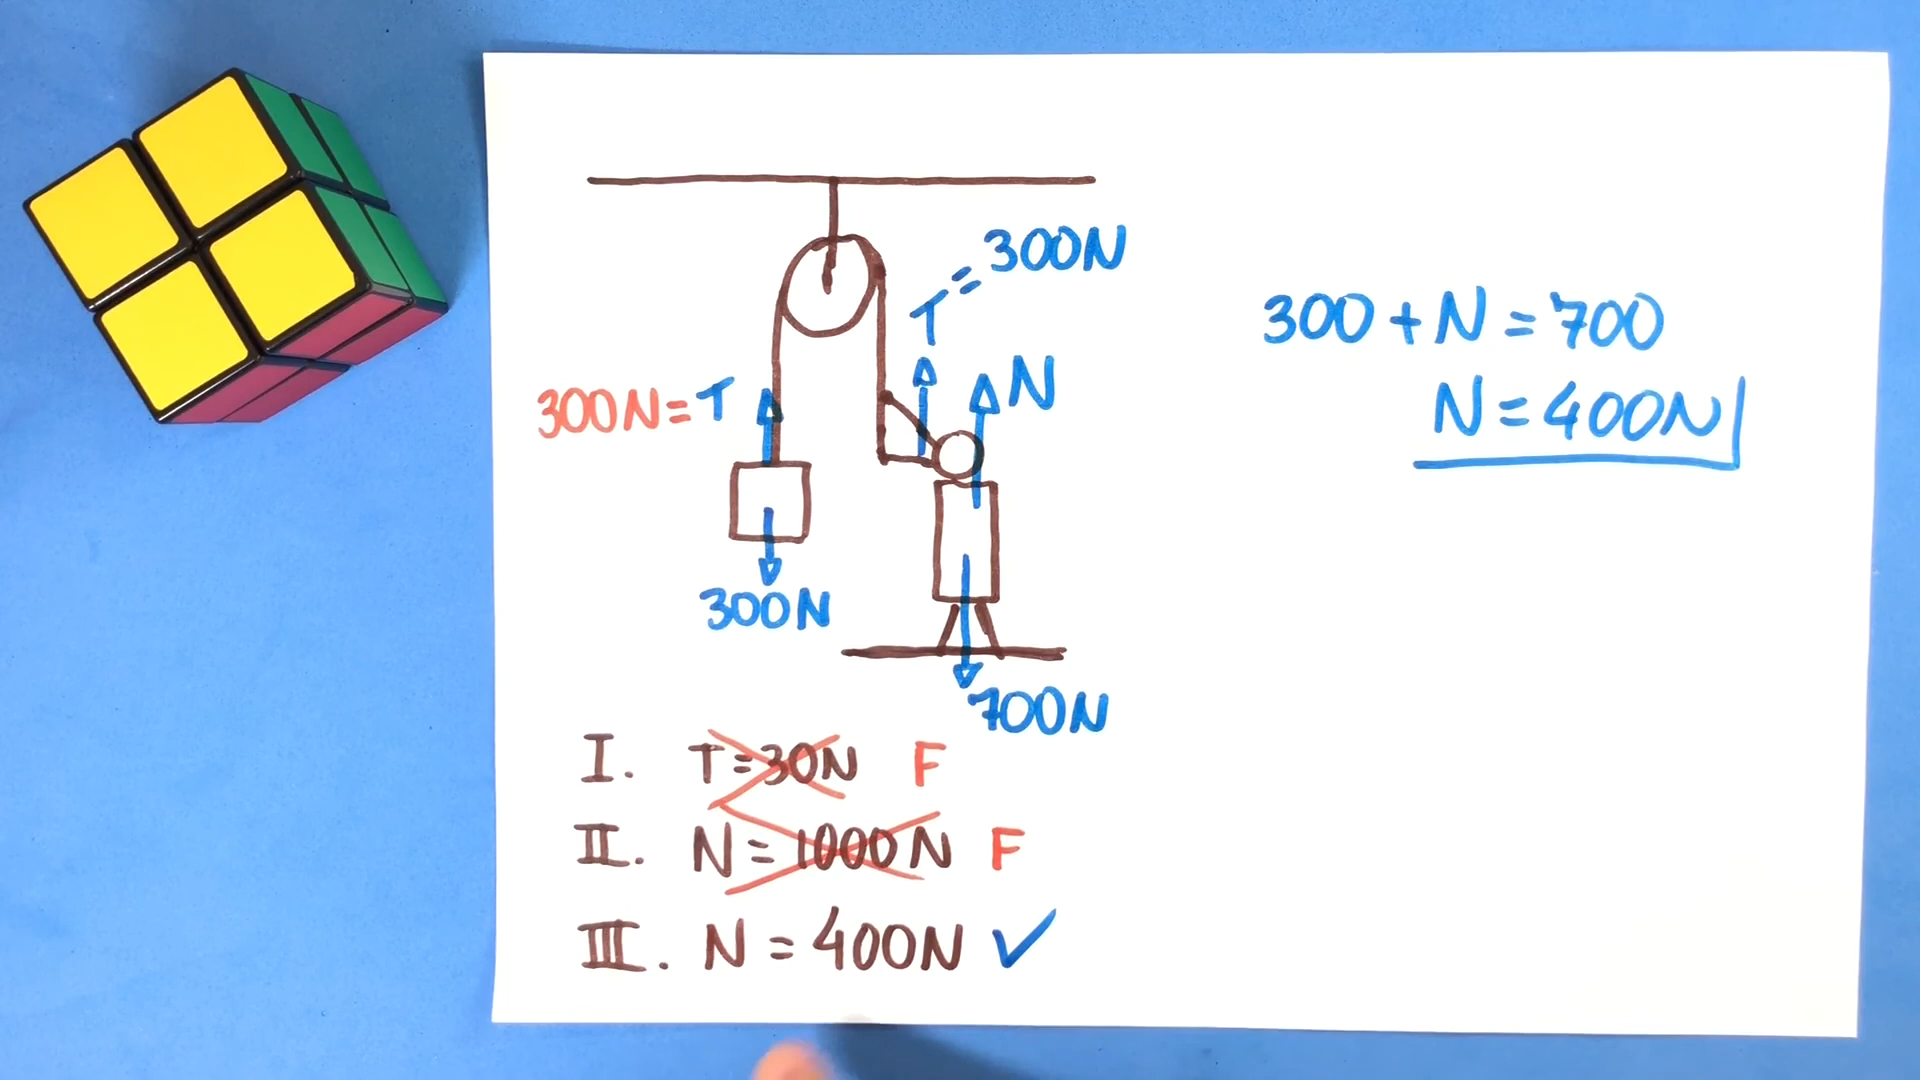 T = 300N
300 + N = 700
N = 400N
300N = T
N
300N
700N
I. T = 30N F
II. N = 1000N F
III. N = 400N ✓